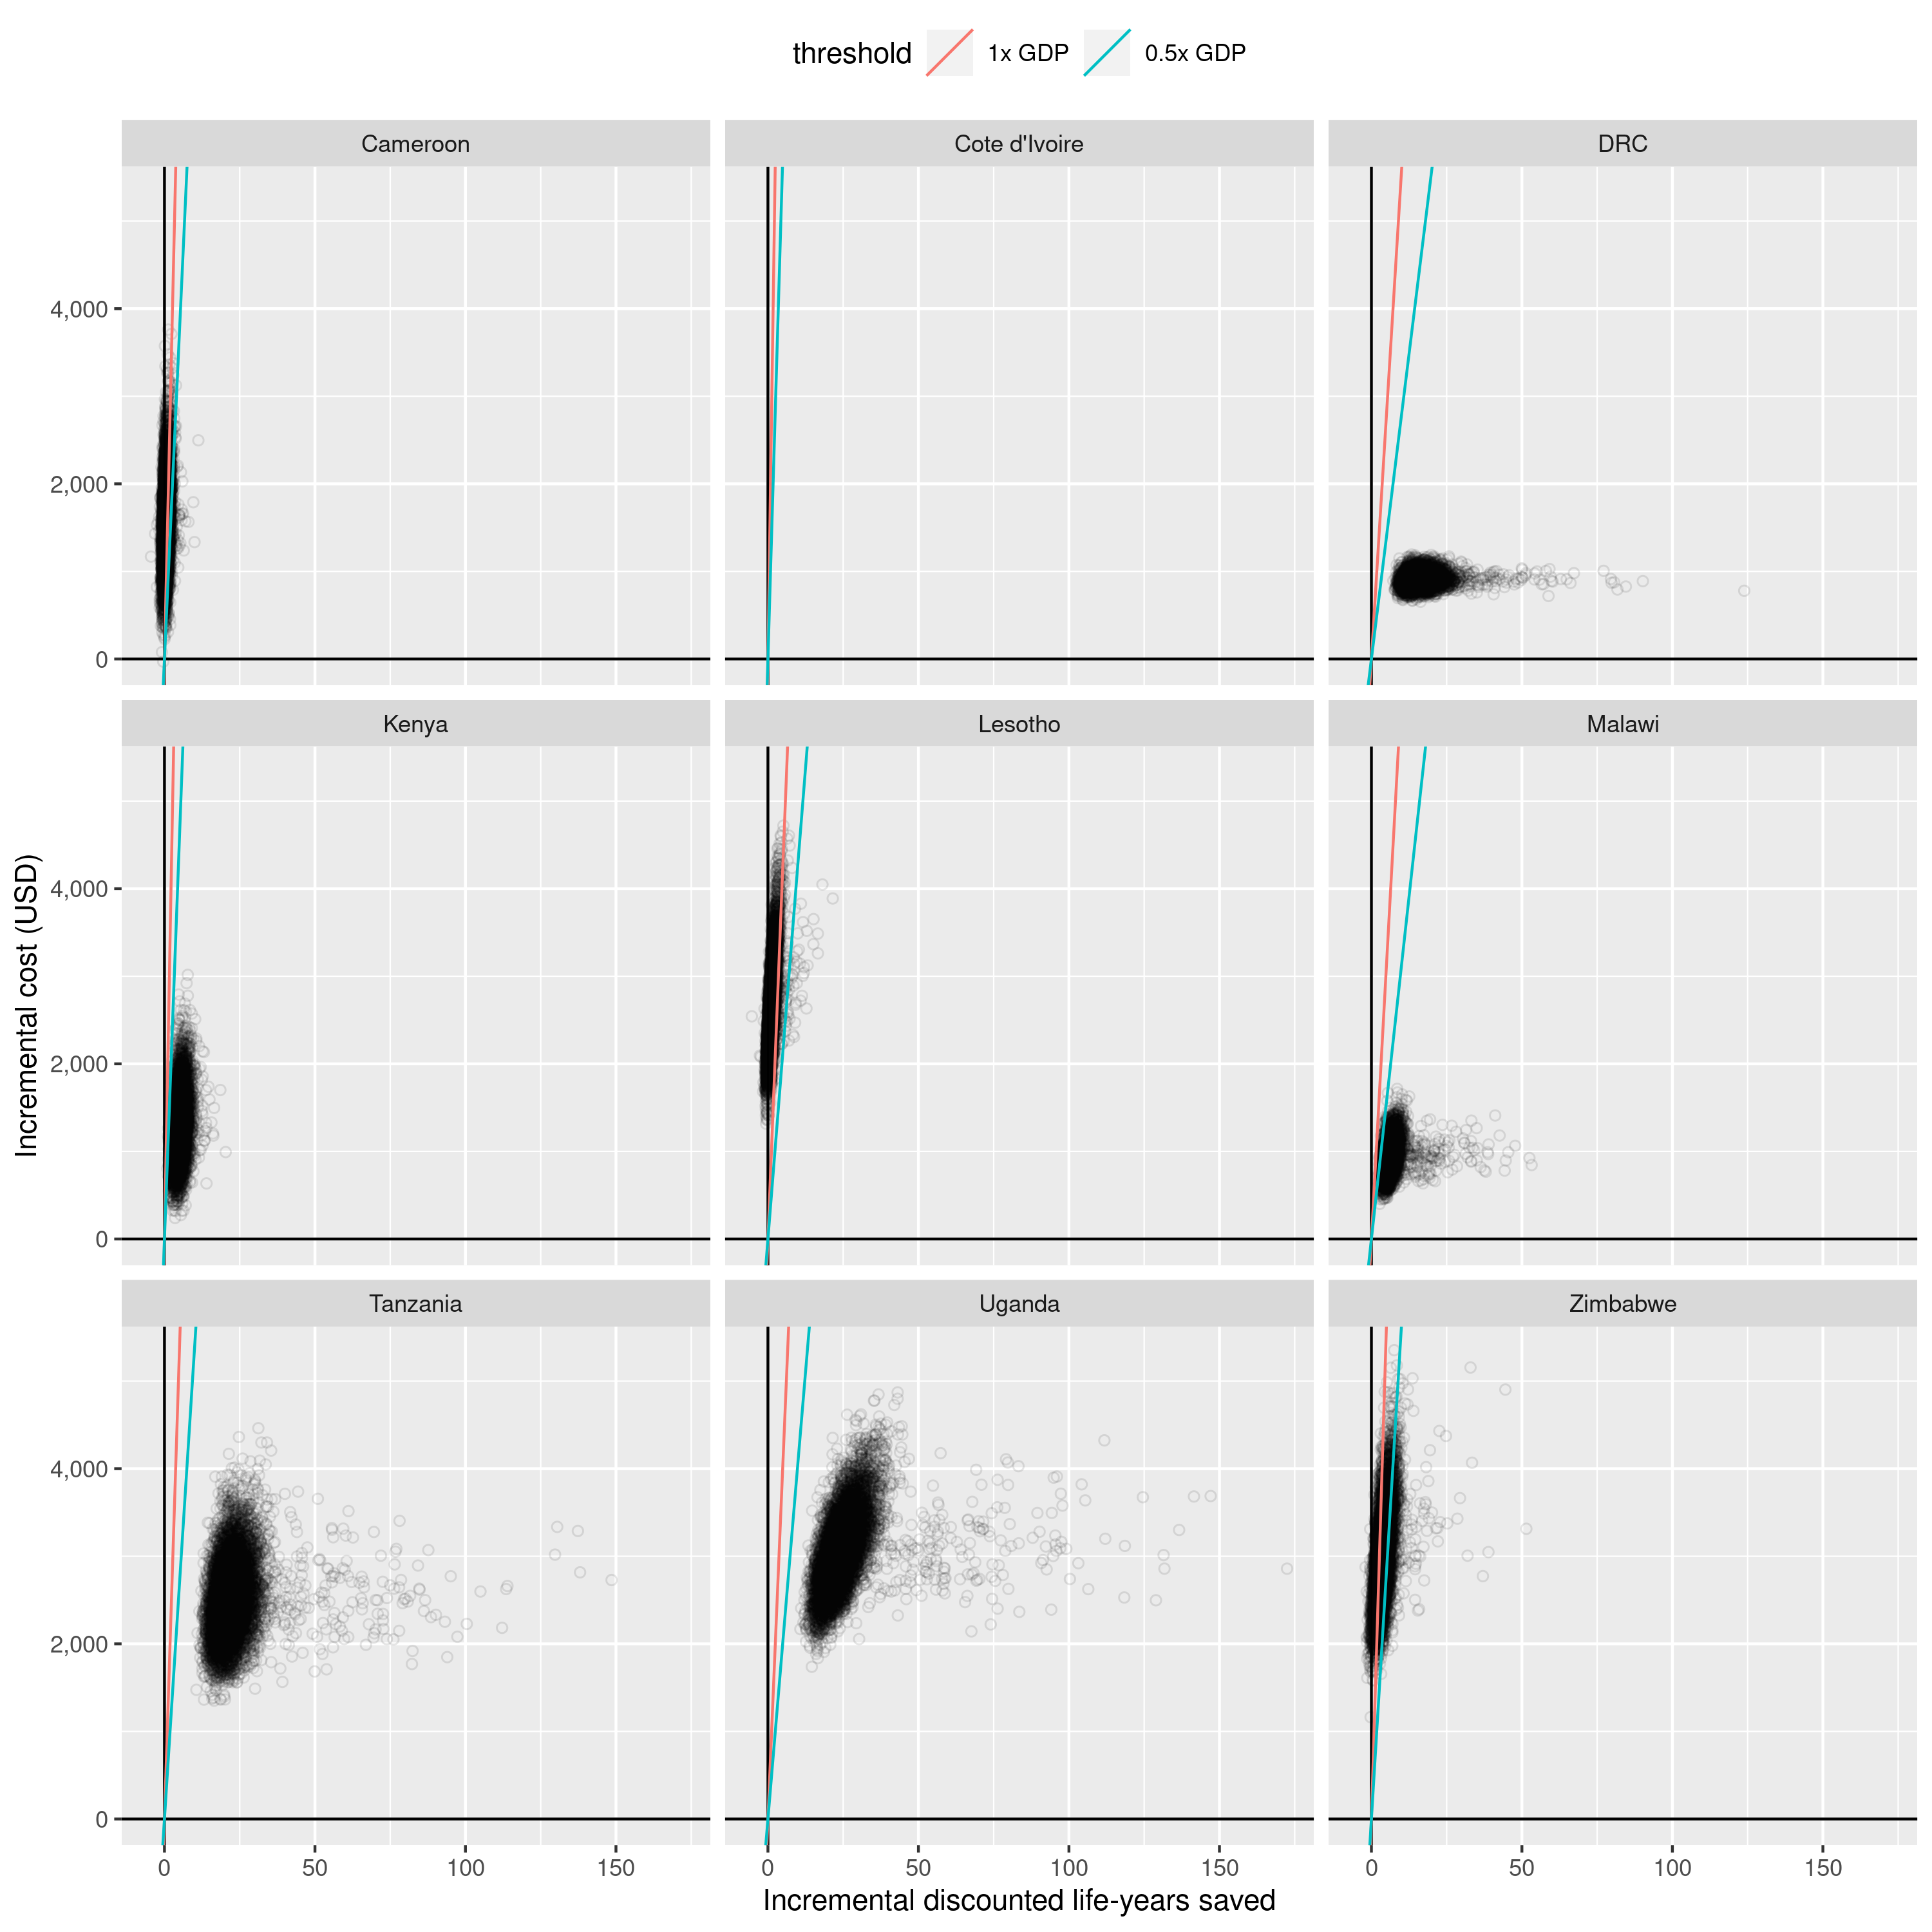 threshold 1x GDP 0.5x GDP
Cameroon Cote d'Ivoire DRC
4,000
2,000
0
Kenya Lesotho Malawi
4,000
2,000
0
Incremental cost (USD)
Tanzania Uganda Zimbabwe
4,000
2,000
0
0 50 100 150 0 50 100 150 0 50 100 150
Incremental discounted life-years saved